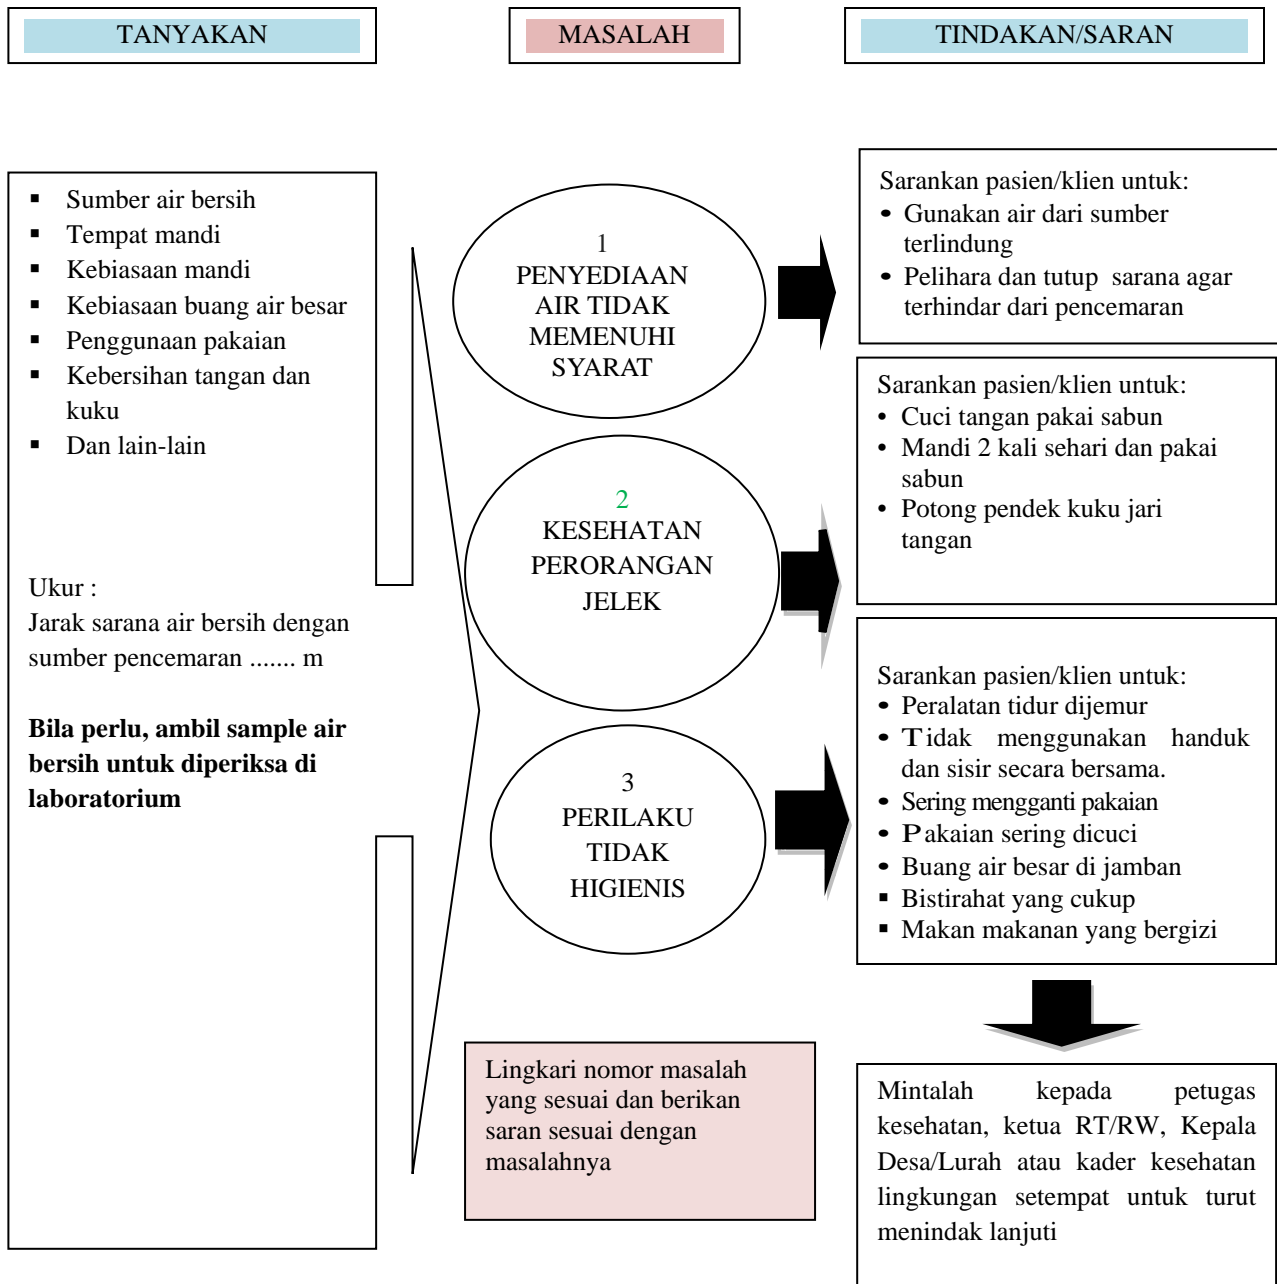 TANYAKAN
MASALAH
TINDAKAN/SARAN
▪ Sumber air bersih
▪ Tempat mandi
▪ Kebiasaan mandi
▪ Kebiasaan buang air besar
▪ Penggunaan pakaian
▪ Kebersihan tangan dan
kuku
▪ Dan lain-lain
Ukur :
Jarak sarana air bersih dengan
sumber pencemaran ....... m
Bila perlu, ambil sample air
bersih untuk diperiksa di
laboratorium
1
PENYEDIAAN
AIR TIDAK
MEMENUHI
SYARAT
2
KESEHATAN
PERORANGAN
JELEK
3
PERILAKU
TIDAK
HIGIENIS
Lingkari nomor masalah
yang sesuai dan berikan
saran sesuai dengan
masalahnya
Sarankan pasien/klien untuk:
• Gunakan air dari sumber
terlindung
• Pelihara dan tutup sarana agar
terhindar dari pencemaran
Sarankan pasien/klien untuk:
• Cuci tangan pakai sabun
• Mandi 2 kali sehari dan pakai
sabun
• Potong pendek kuku jari
tangan
Sarankan pasien/klien untuk:
• Peralatan tidur dijemur
• Tidak menggunakan handuk
dan sisir secara bersama.
• Sering mengganti pakaian
• Pakaian sering dicuci
• Buang air besar di jamban
▪ Bistirahat yang cukup
▪ Makan makanan yang bergizi
Mintalah kepada petugas
kesehatan, ketua RT/RW, Kepala
Desa/Lurah atau kader kesehatan
lingkungan setempat untuk turut
menindak lanjuti